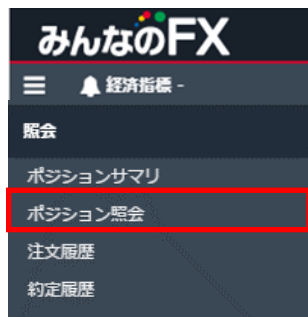 みんなのFX
経済指標 -
照会
ポジションサマリ
ポジション照会
注文履歴
約定履歴